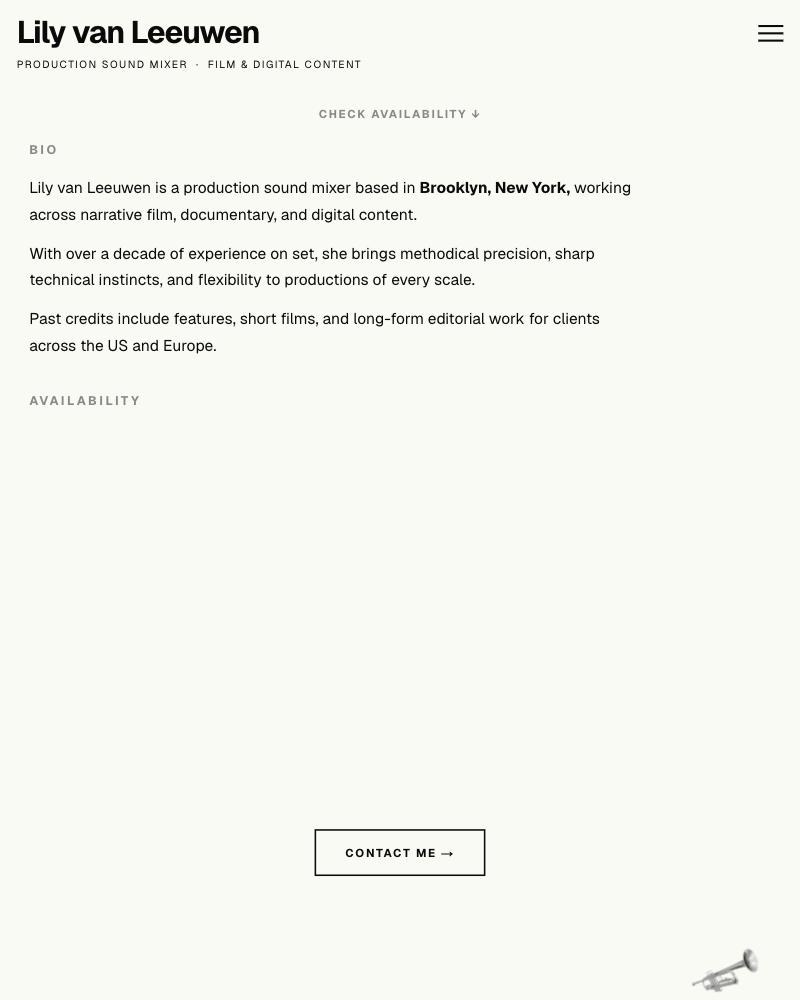 Lily van Leeuwen
PRODUCTION SOUND MIXER · FILM & DIGITAL CONTENT
CHECK AVAILABILITY ↓
BIO
Lily van Leeuwen is a production sound mixer based in Brooklyn, New York, working
across narrative film, documentary, and digital content.
With over a decade of experience on set, she brings methodical precision, sharp
technical instincts, and flexibility to productions of every scale.
Past credits include features, short films, and long-form editorial work for clients
across the US and Europe.
AVAILABILITY
CONTACT ME →